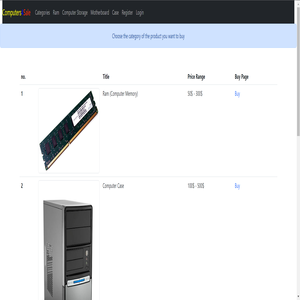 Computers Sale Categories Ram Computer Storage Motherboard Case Register Login
Choose the category of the product you want to buy
no. Title Price Range Buy Page
1 Ram (Computer Memory) 50$ - 300$ Buy
2 Computer Case 100$ - 500$ Buy